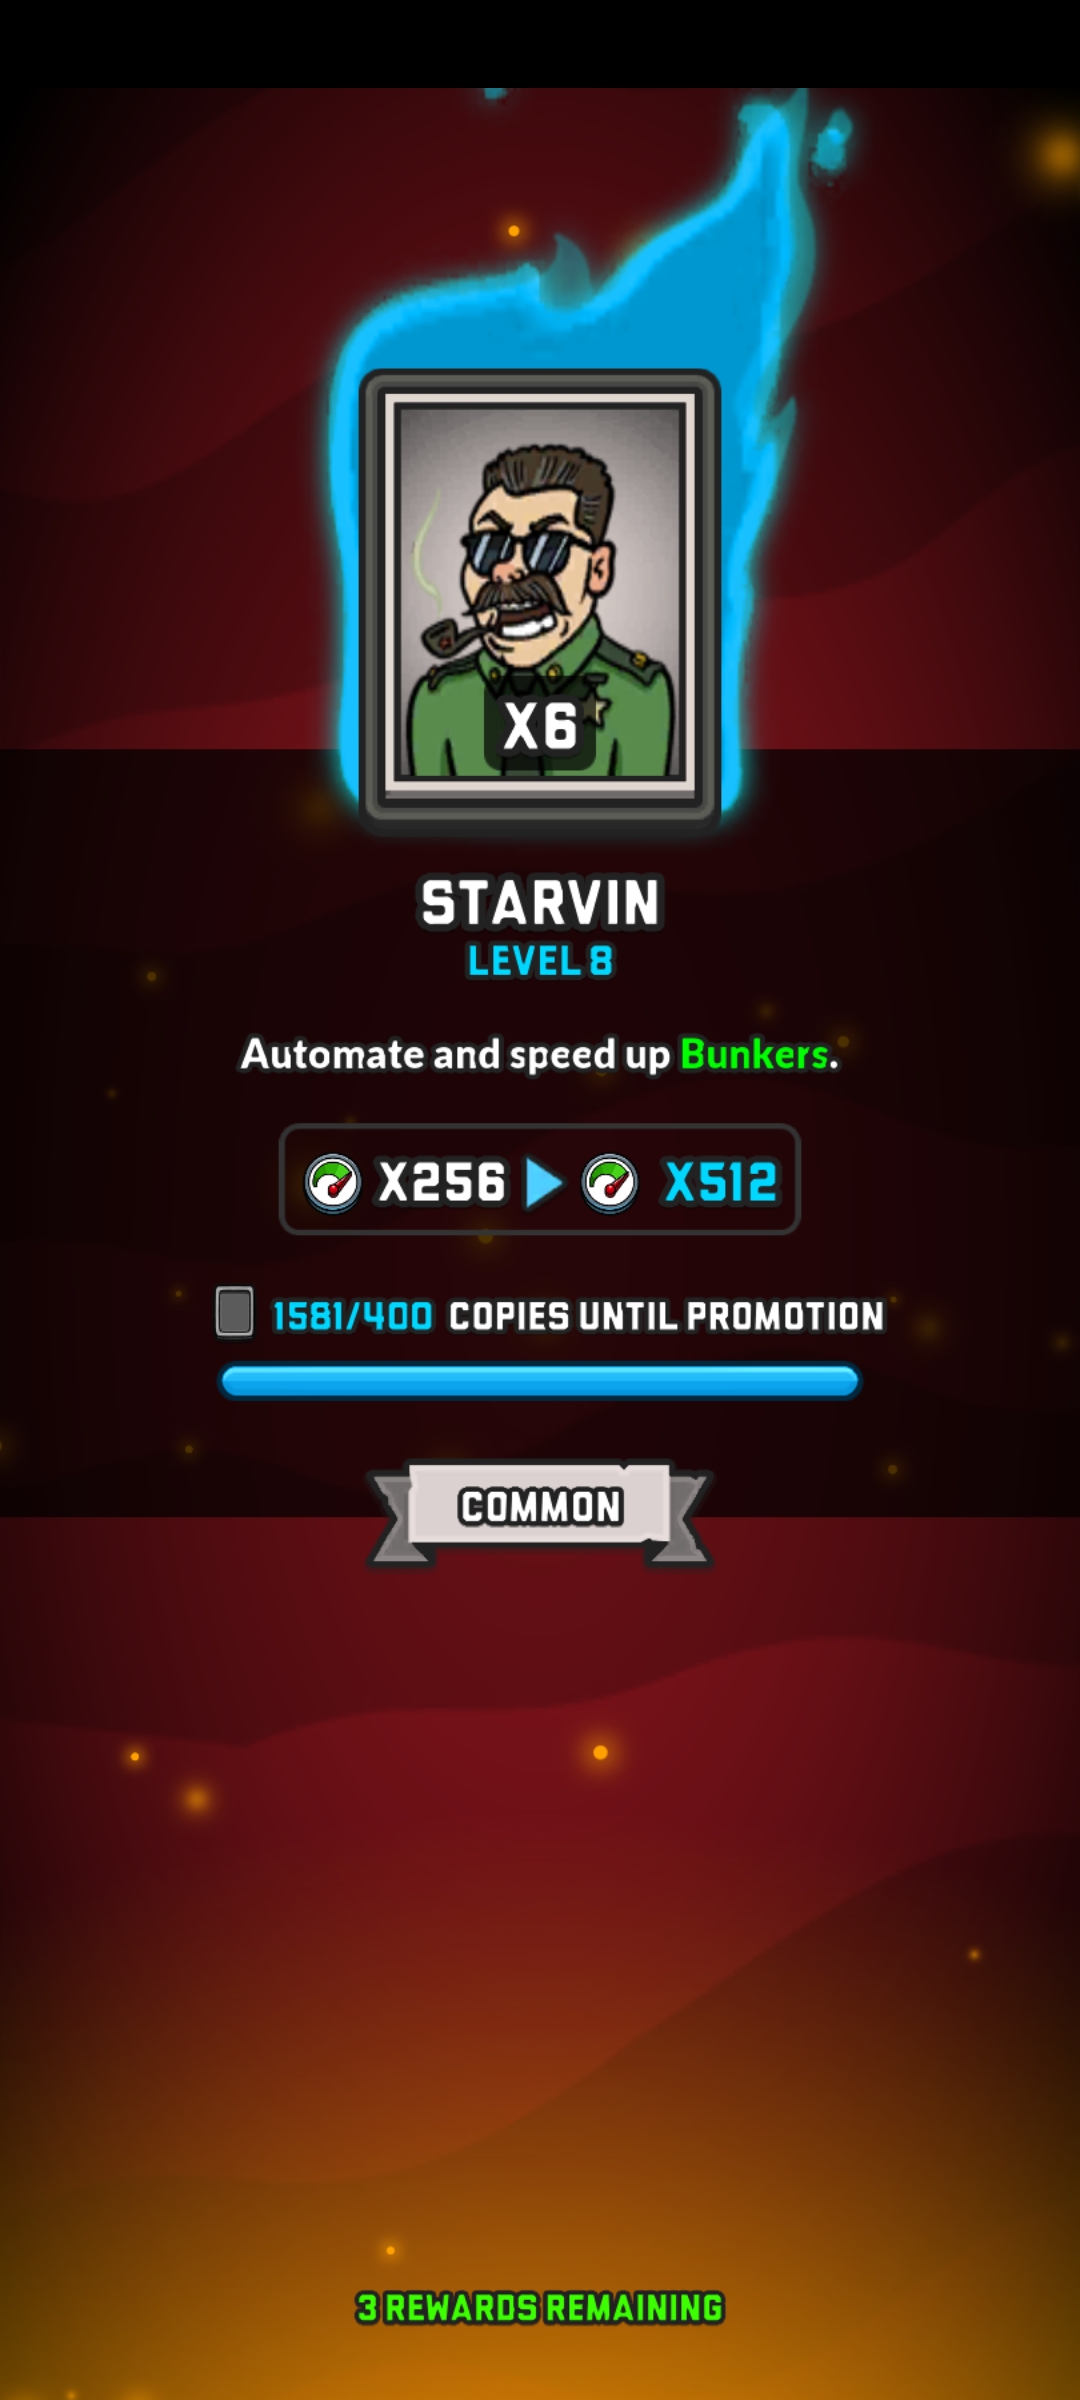 X6
STARVIN
LEVEL 8
Automate and speed up Bunkers.
X256 X512
1581/400 COPIES UNTIL PROMOTION
COMMON
3 REWARDS REMAINING